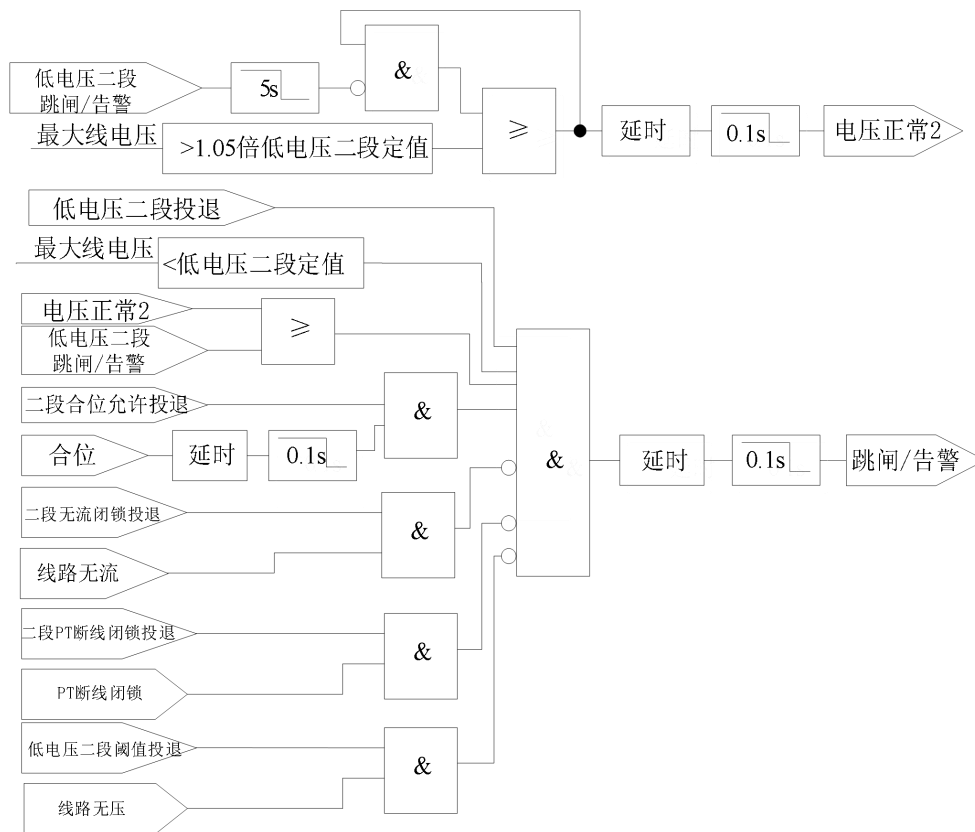 低电压二段
跳闸/告警
5s
&
≥
最大线电压
>1.05倍低电压二段定值
延时
0.1s
电压正常2
低电压二段投退
最大线电压
<低电压二段定值
电压正常2
低电压二段
跳闸/告警
≥
二段合位允许投退
&
合位
延时
0.1s
&
延时
0.1s
跳闸/告警
二段无流闭锁投退
&
线路无流
二段PT断线闭锁投退
&
PT断线闭锁
低电压二段阈值投退
&
线路无压